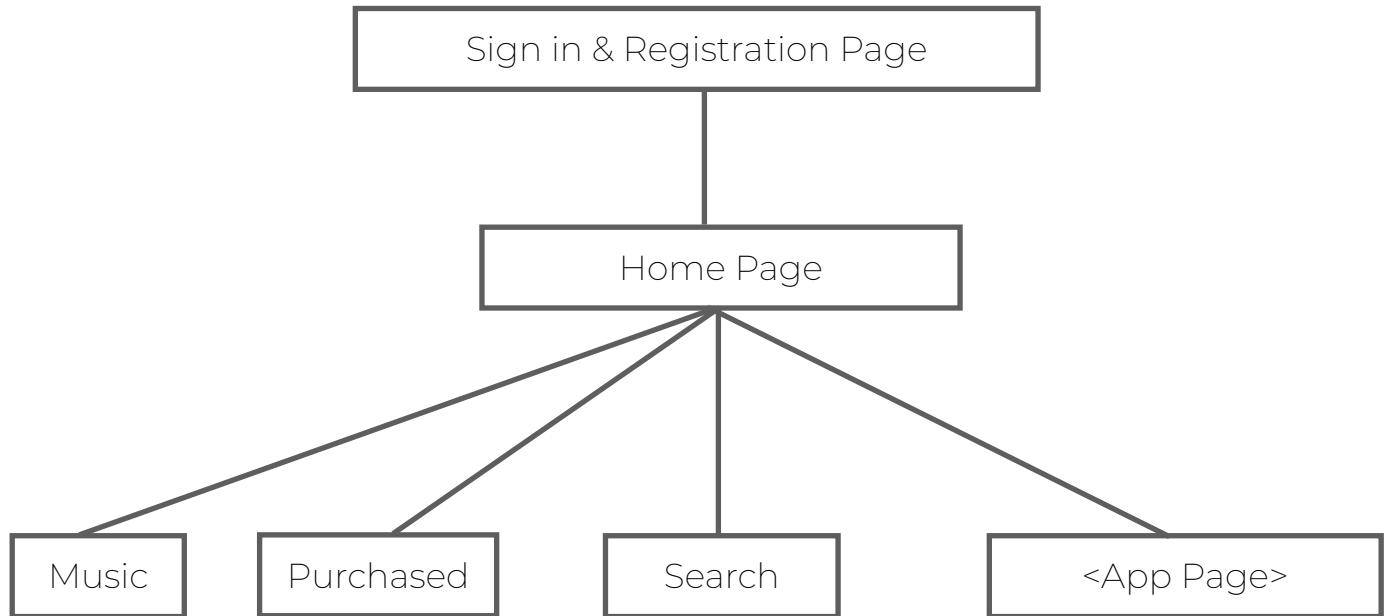 Sign in & Registration Page
Home Page
Music
Purchased
Search
<App Page>